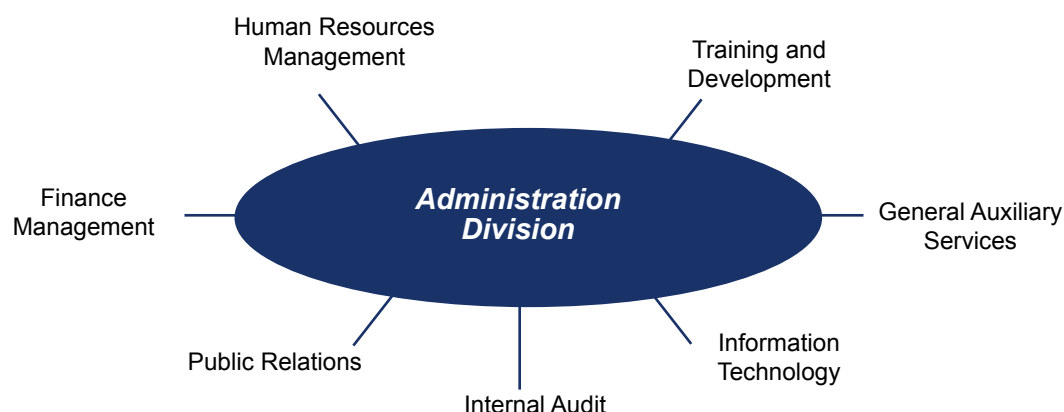 Human Resources
Management
Training and
Development
Administration
Division
Finance
Management
General Auxiliary
Services
Public Relations
Information
Technology
Internal Audit